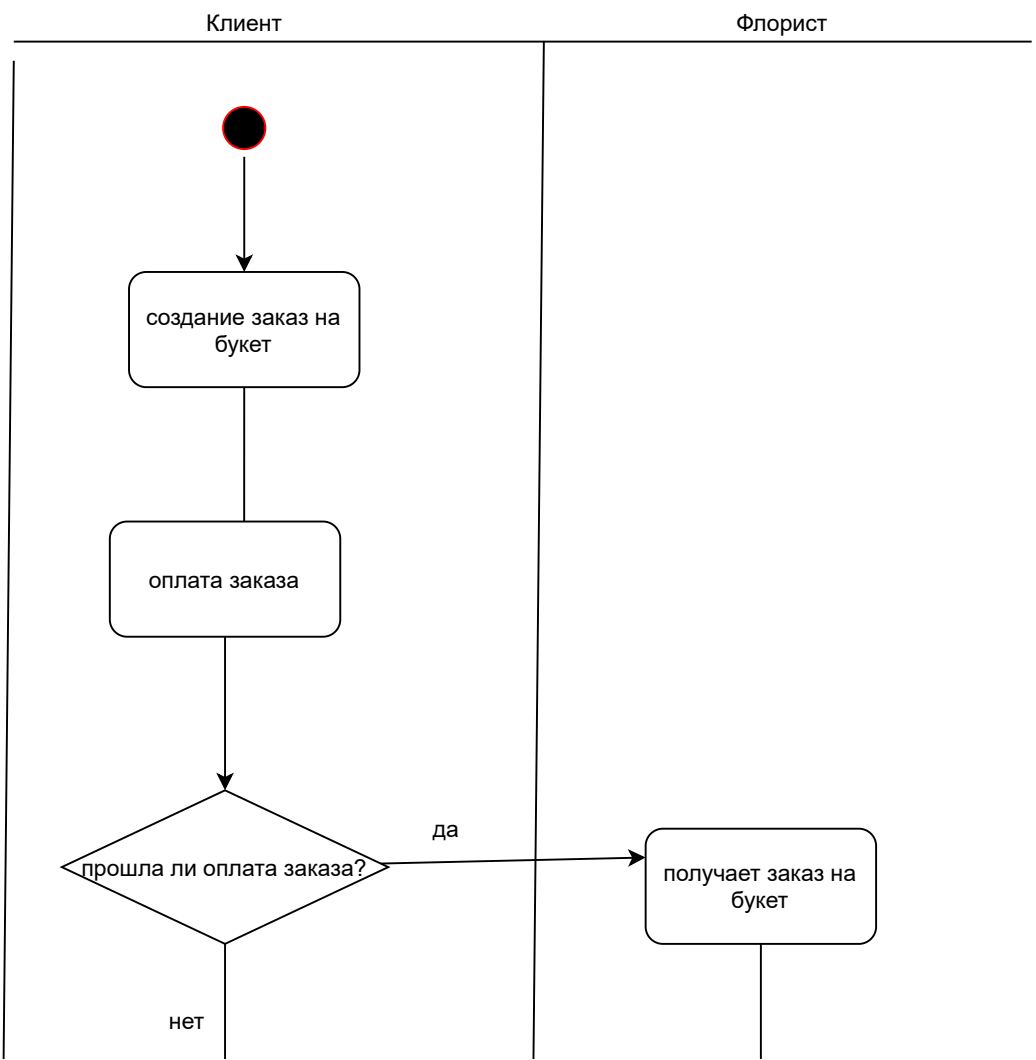 Клиент
Флорист
создание заказ на
букет
оплата заказа
прошла ли оплата заказа?
да
получает заказ на
букет
нет